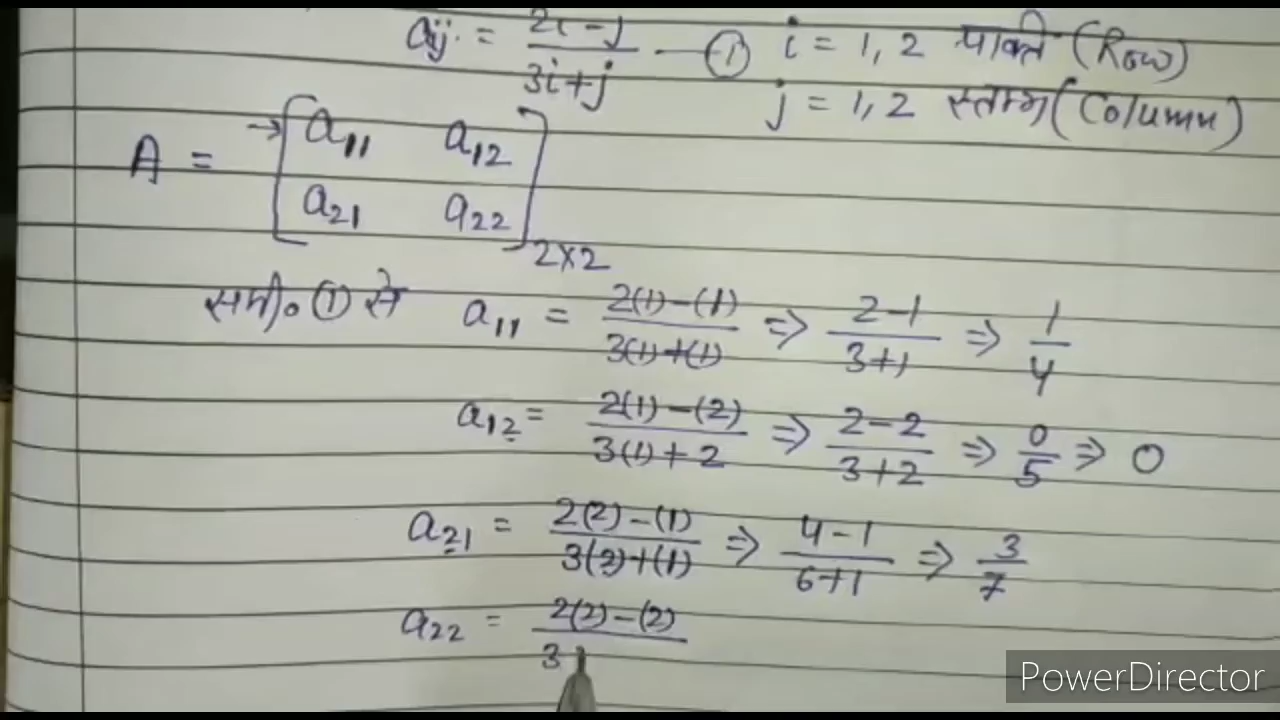 aij = 2i-j / 3i+j — ① i = 1, 2 पंक्ति (Row)
j = 1, 2 स्तम्भ (Column)
A = → [a11 a12
a21 a22] 2×2
समी० ① से a11 = 2(1)-(1) / 3(1)+(1) ⇒ 2-1 / 3+1 ⇒ 1/4
a12 = 2(1)-(2) / 3(1)+2 ⇒ 2-2 / 3+2 ⇒ 0/5 ⇒ 0
a21 = 2(2)-(1) / 3(2)+(1) ⇒ 4-1 / 6+1 ⇒ 3/7
a22 = 2(2)-(2) / 3
PowerDirector